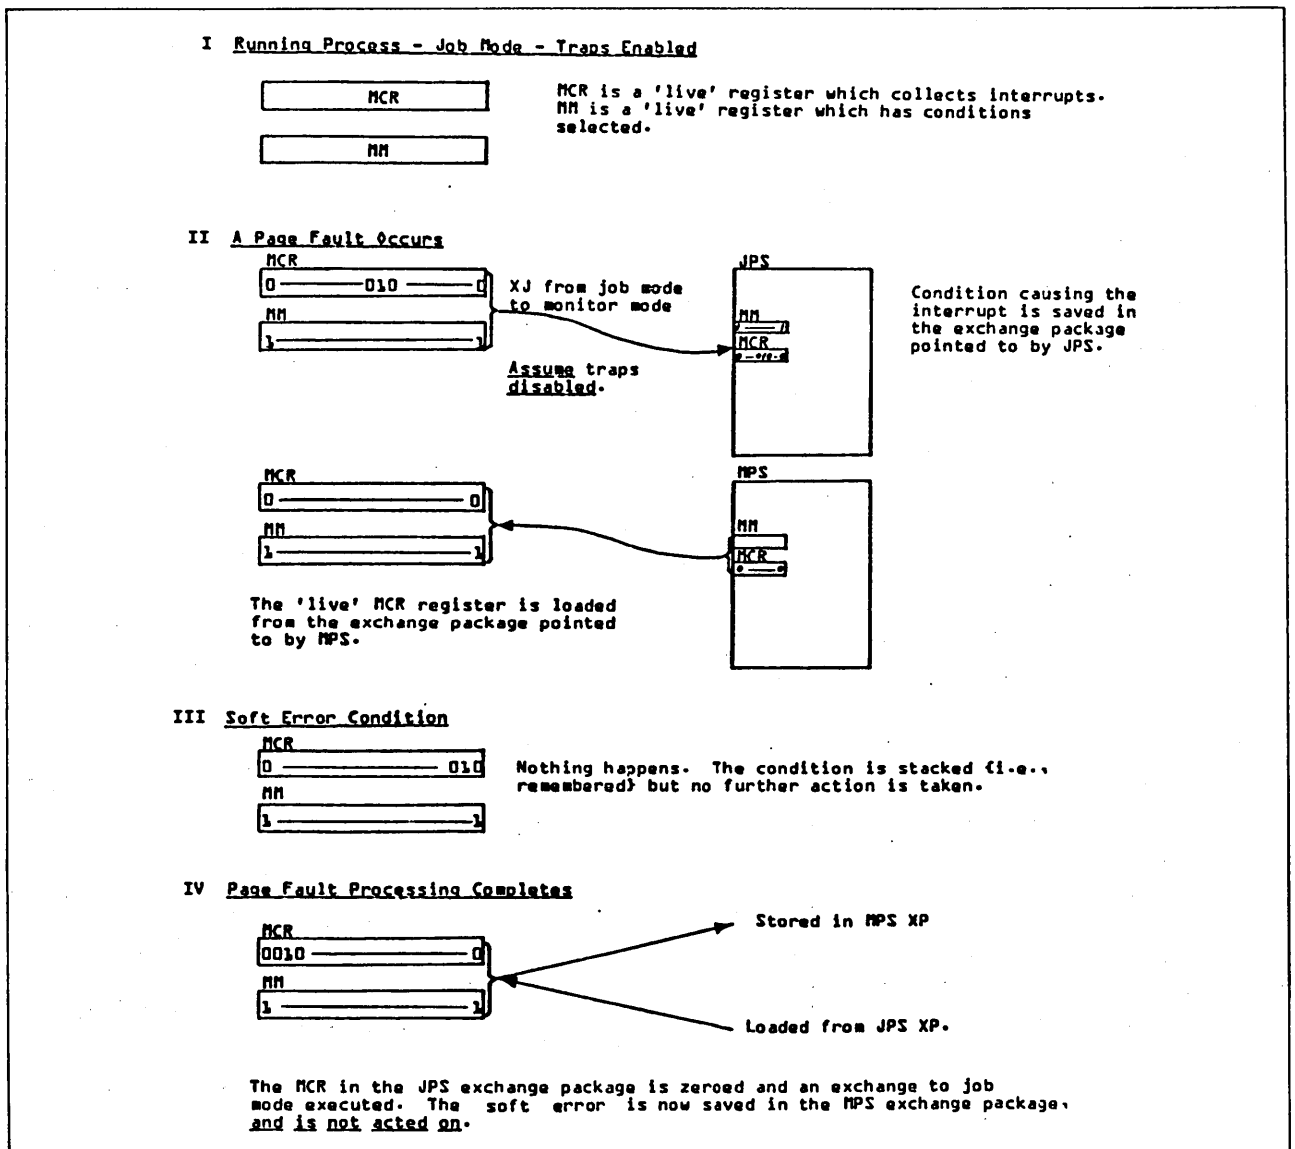 I Running Process - Job Mode - Traps Enabled
MCR
MCR is a 'live' register which collects interrupts.
MM is a 'live' register which has conditions
selected.
MM
II A Page Fault Occurs
MCR
0 010 0
MM
1 1
XJ from job mode
to monitor mode
Assume traps
disabled.
JPS
MM
MCR
Condition causing the
interrupt is saved in
the exchange package
pointed to by JPS.
MCR
0 0
MM
1 1
MPS
MM
MCR
The 'live' MCR register is loaded
from the exchange package pointed
to by MPS.
III Soft Error Condition
MCR
0 010
MM
1 1
Nothing happens. The condition is stacked {i.e.,
remembered} but no further action is taken.
IV Page Fault Processing Completes
MCR
0010 0
MM
1 1
Stored in MPS XP
Loaded from JPS XP.
The MCR in the JPS exchange package is zeroed and an exchange to job
mode executed. The soft error is now saved in the MPS exchange package,
and is not acted on.